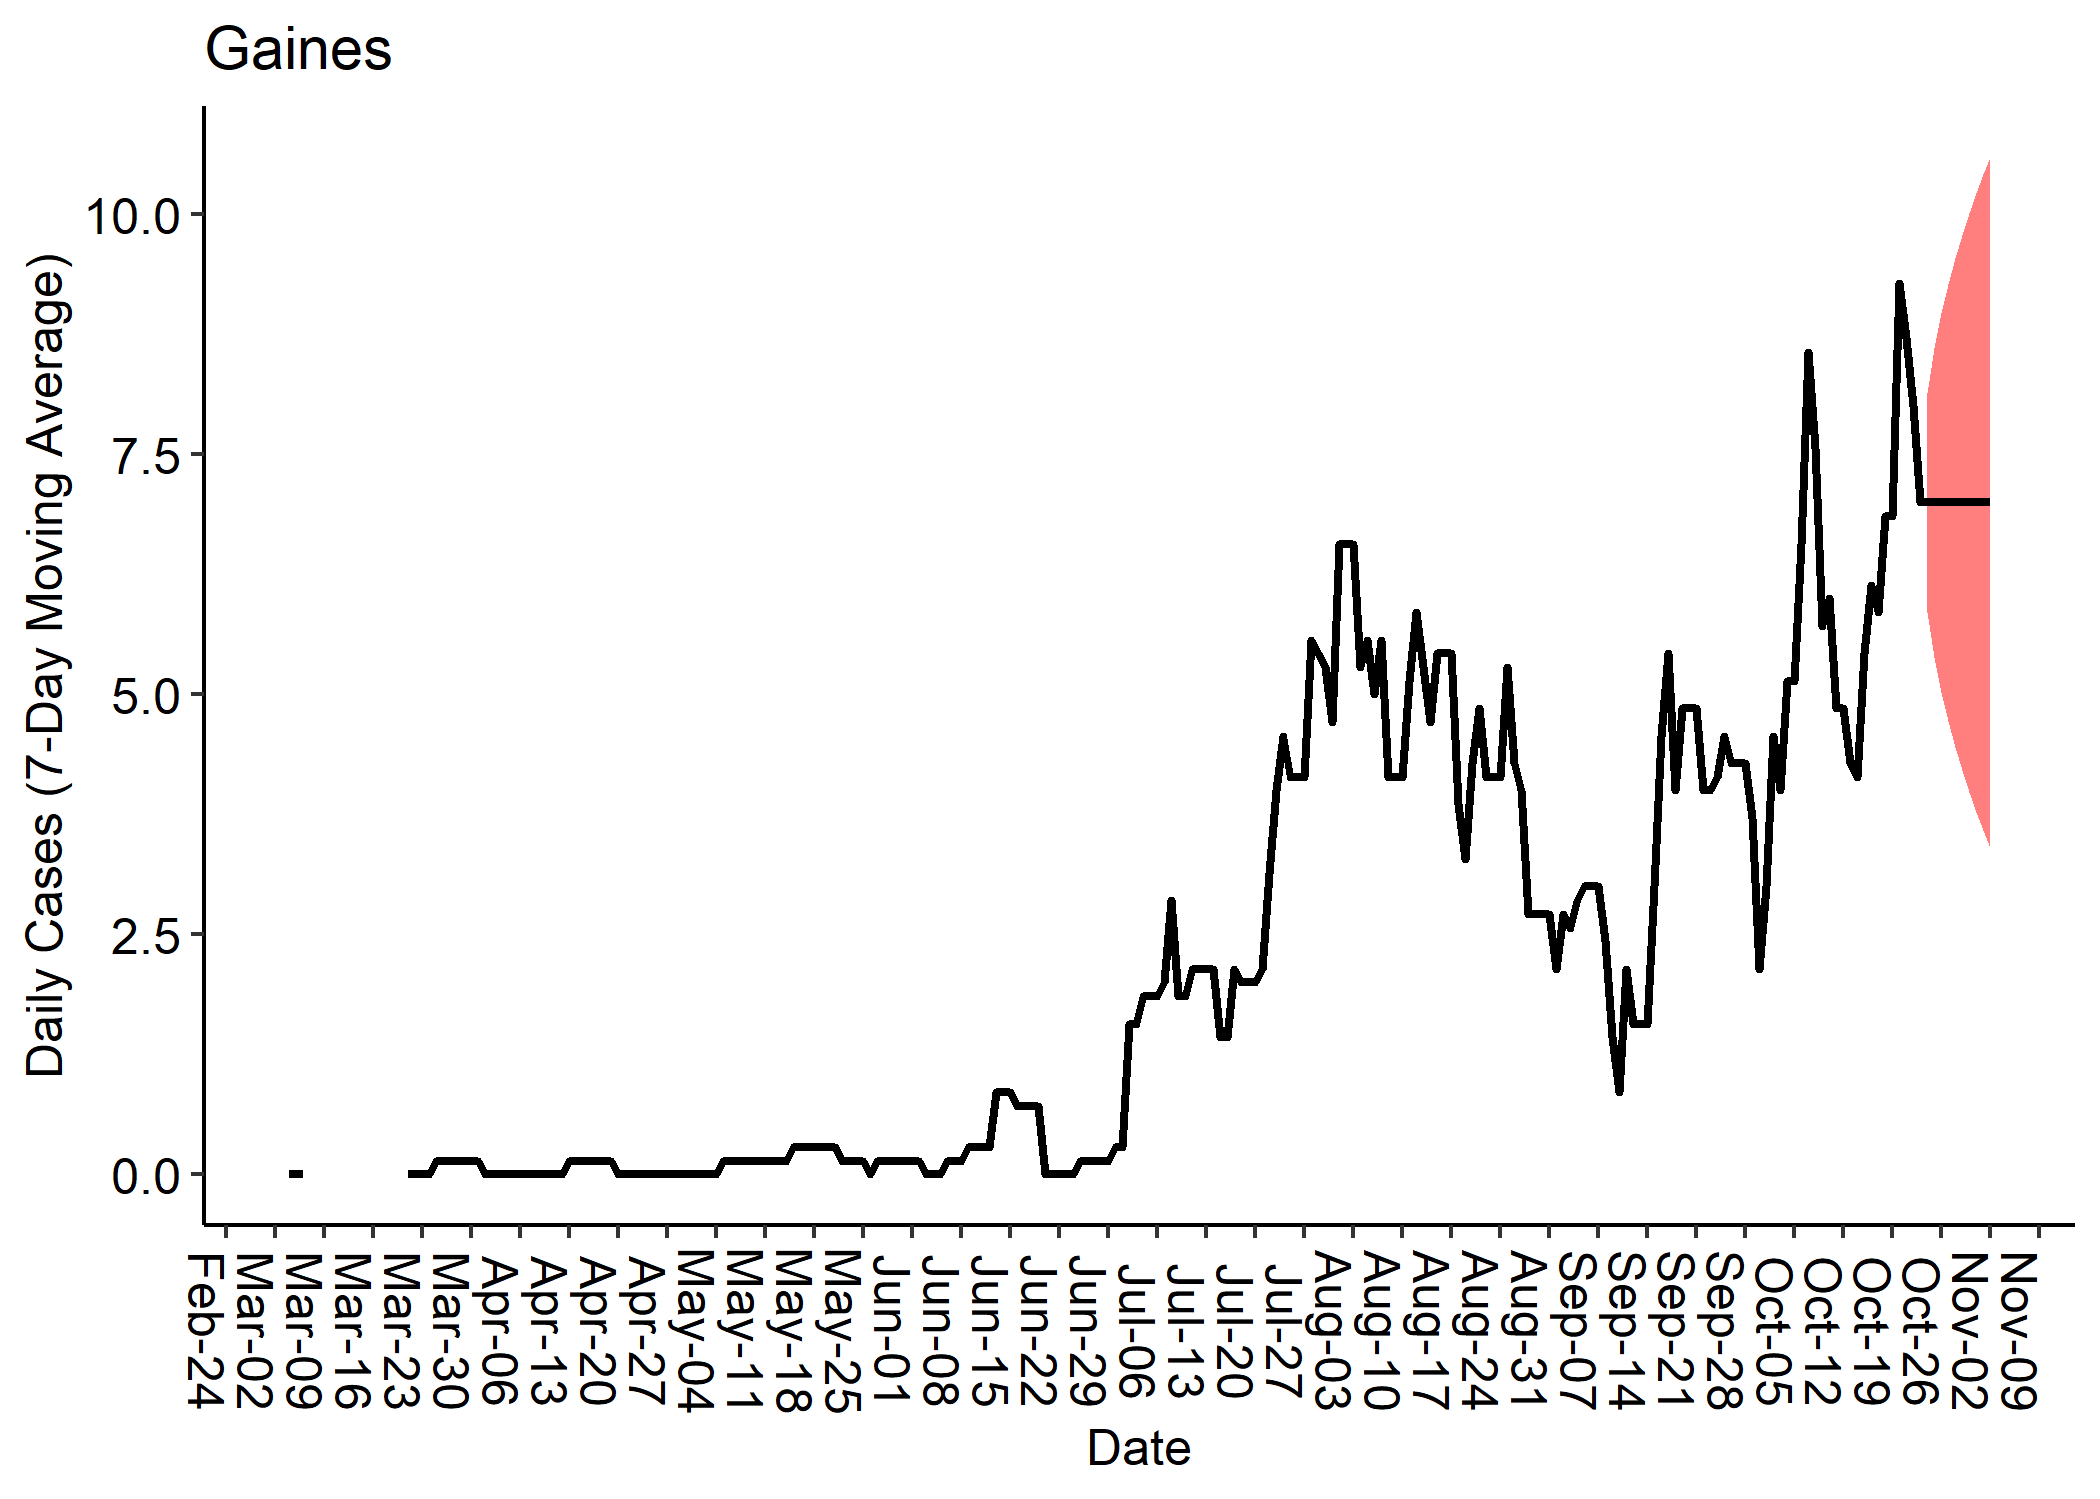 Gaines
Daily Cases (7-Day Moving Average)
10.0
7.5
5.0
2.5
0.0
Feb-24
Mar-02
Mar-09
Mar-16
Mar-23
Mar-30
Apr-06
Apr-13
Apr-20
Apr-27
May-04
May-11
May-18
May-25
Jun-01
Jun-08
Jun-15
Jun-22
Jun-29
Jul-06
Jul-13
Jul-20
Jul-27
Aug-03
Aug-10
Aug-17
Aug-24
Aug-31
Sep-07
Sep-14
Sep-21
Sep-28
Oct-05
Oct-12
Oct-19
Oct-26
Nov-02
Nov-09
Date